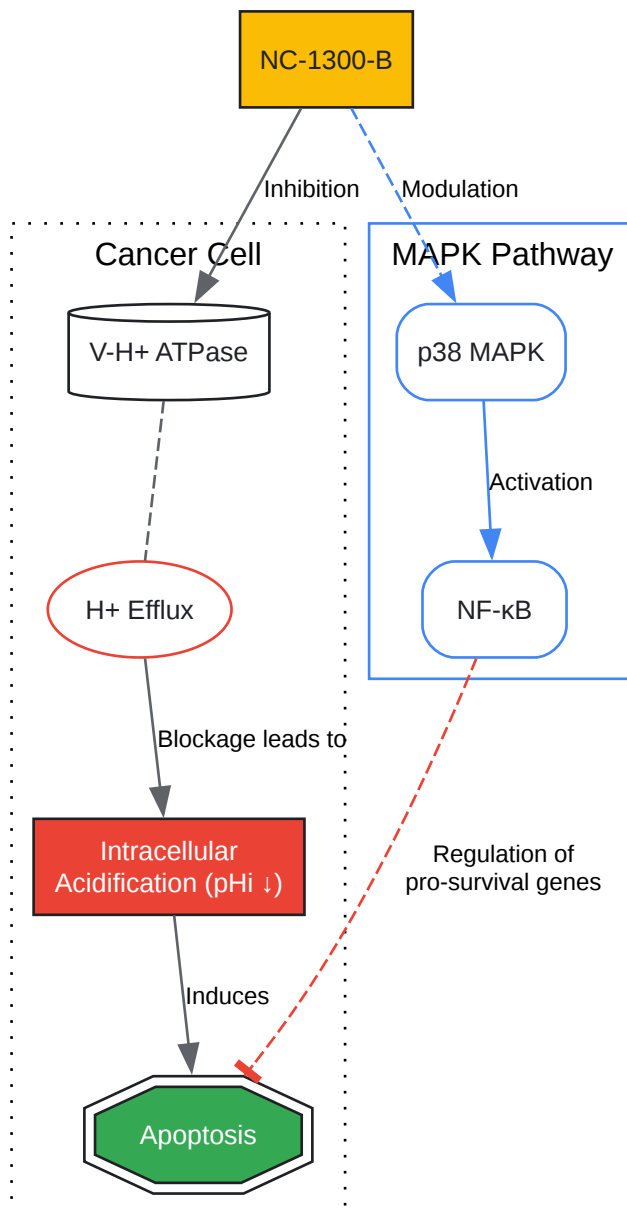 NC-1300-B
Inhibition
Modulation
Cancer Cell
MAPK Pathway
V-H+ ATPase
p38 MAPK
Activation
H+ Efflux
NF-κB
Blockage leads to
Intracellular
Acidification (pHi ↓)
Regulation of
pro-survival genes
Induces
Apoptosis